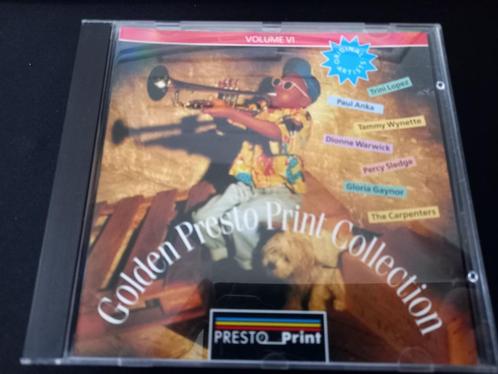 VOLUME VI
ORIGINAL ARTISTS
Trini Lopez
Paul Anka
Tammy Wynette
Dionne Warwick
Percy Sledge
Gloria Gaynor
The Carpenters
Golden Presto Print Collection
PRESTO Print